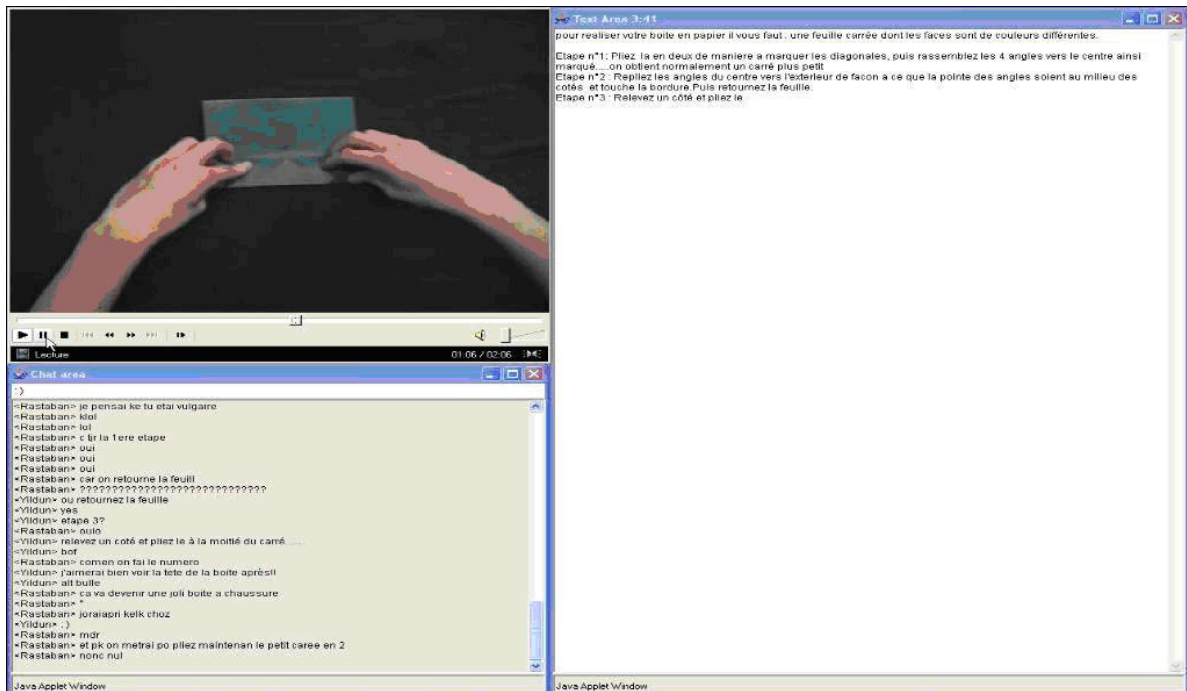 Lecture
01:06 / 02:06
Chat area
:)
<Rastaban> je pensai ke tu etai vulgaire
<Rastaban> klol
<Rastaban> lol
<Rastaban> c tjr la 1ere etape
<Rastaban> oui
<Rastaban> oui
<Rastaban> oui
<Rastaban> car on retourne la feuill
<Rastaban> ?????????????????????????????
<Yildun> ou retournez la feuille
<Yildun> yes
<Yildun> etape 3?
<Rastaban> ouio
<Yildun> relevez un coté et pliez le à la moitié du carré.....
<Yildun> bof
<Rastaban> comen on fai le numero
<Yildun> j'aimerai bien voir la tete de la boite après!!
<Yildun> alt bulle
<Rastaban> ca va devenir une joli boite a chaussure
<Rastaban> "
<Rastaban> joraiapri kelk choz
<Yildun> :)
<Rastaban> mdr
<Rastaban> et pk on metrai po pliez maintenan le petit caree en 2
<Rastaban> nonc nul
Java Applet Window
Text Area 3:41
pour realiser votre boite en papier il vous faut : une feuille carrée dont les faces sont de couleurs différentes.
Etape n°1: Pliez la en deux de maniere a marquer les diagonales, puis rassemblez les 4 angles vers le centre ainsi
marqué.....on obtient normalement un carré plus petit
Etape n°2 : Repliez les angles du centre vers l'exterieur de facon a ce que la pointe des angles soient au milieu des
cotés et touche la bordure.Puis retournez la feuille.
Etape n°3 : Relevez un côté et pliez le
Java Applet Window